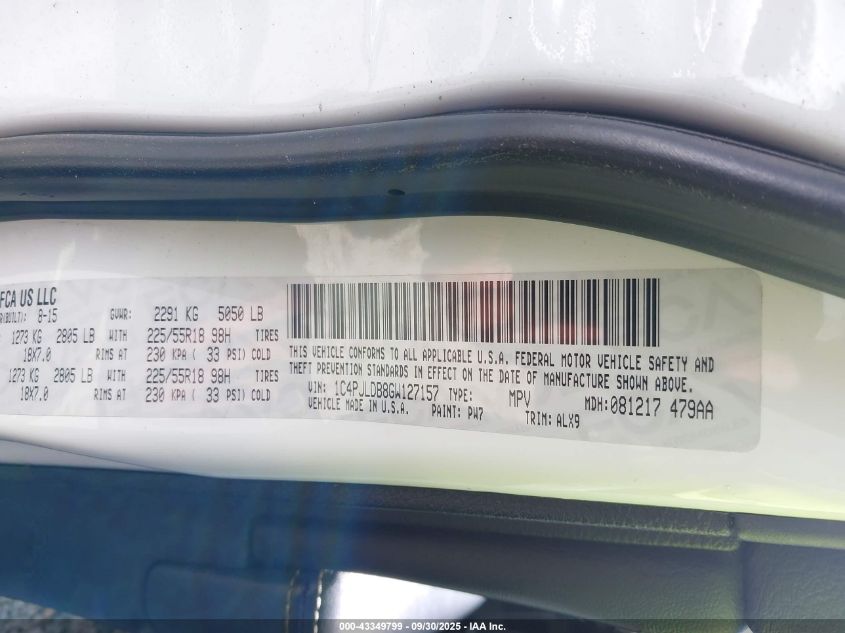 FCA US LLC
R(BUILT): 8-15 GVWR: 2291 KG 5050 LB
1273 KG 2805 LB WITH 225/55R18 98H TIRES
18X7.0 RIMS AT 230 KPA ( 33 PSI) COLD
1273 KG 2805 LB WITH 225/55R18 98H TIRES
18X7.0 RIMS AT 230 KPA ( 33 PSI) COLD
THIS VEHICLE CONFORMS TO ALL APPLICABLE U.S.A. FEDERAL MOTOR VEHICLE SAFETY AND
THEFT PREVENTION STANDARDS IN EFFECT ON THE DATE OF MANUFACTURE SHOWN ABOVE.
VIN: 1C4PJLDB8GW127157 TYPE: MPV MDH: 081217 479AA
VEHICLE MADE IN U.S.A. PAINT: PW7 TRIM: ALX9
000-43349799 - 09/30/2025 - IAA Inc.